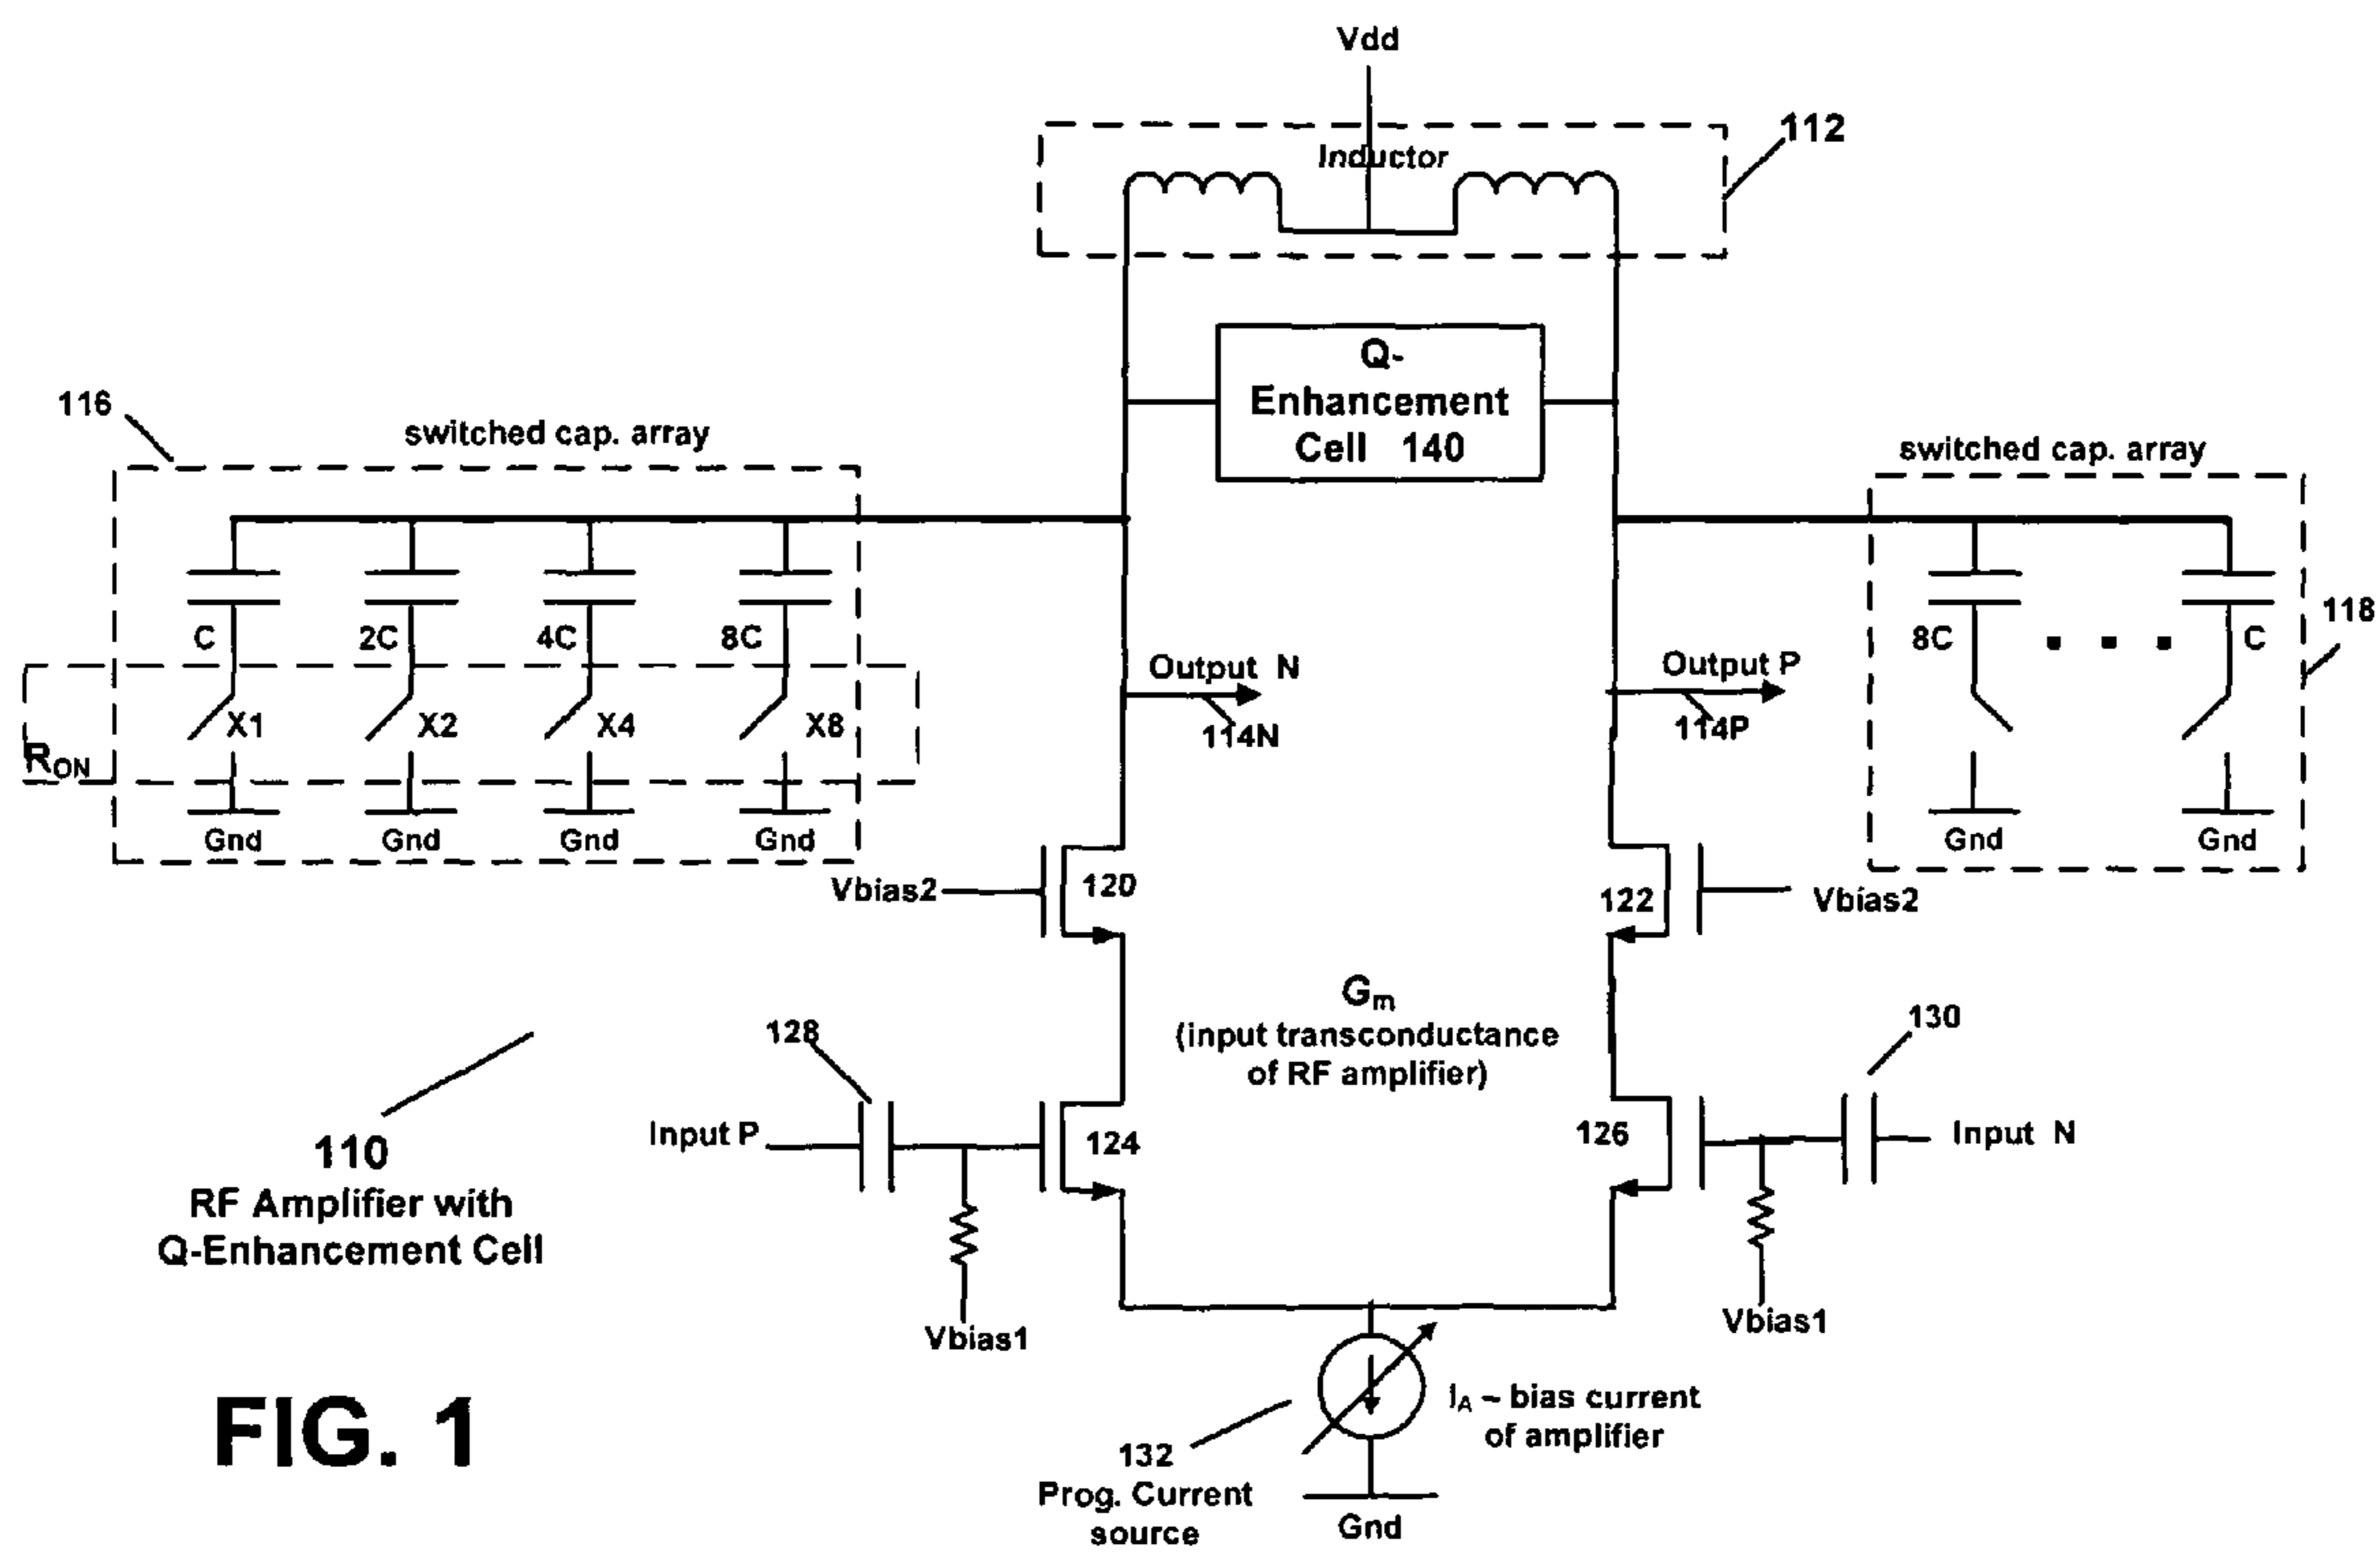 Vdd
112
Inductor
Q-
Enhancement
Cell 140
116
switched cap. array
switched cap. array
C
2C
4C
8C
8C
C
118
Output N
Output P
X1
X2
X4
X8
114N
114P
RON
Gnd
Gnd
Gnd
Gnd
Gnd
Gnd
Vbias2
120
122
Vbias2
Gm
(input transconductance
of RF amplifier)
128
130
Input P
124
126
Input N
110
RF Amplifier with
Q-Enhancement Cell
Vbias1
Vbias1
FIG. 1
IA – bias current
of amplifier
132
Prog. Current
source
Gnd